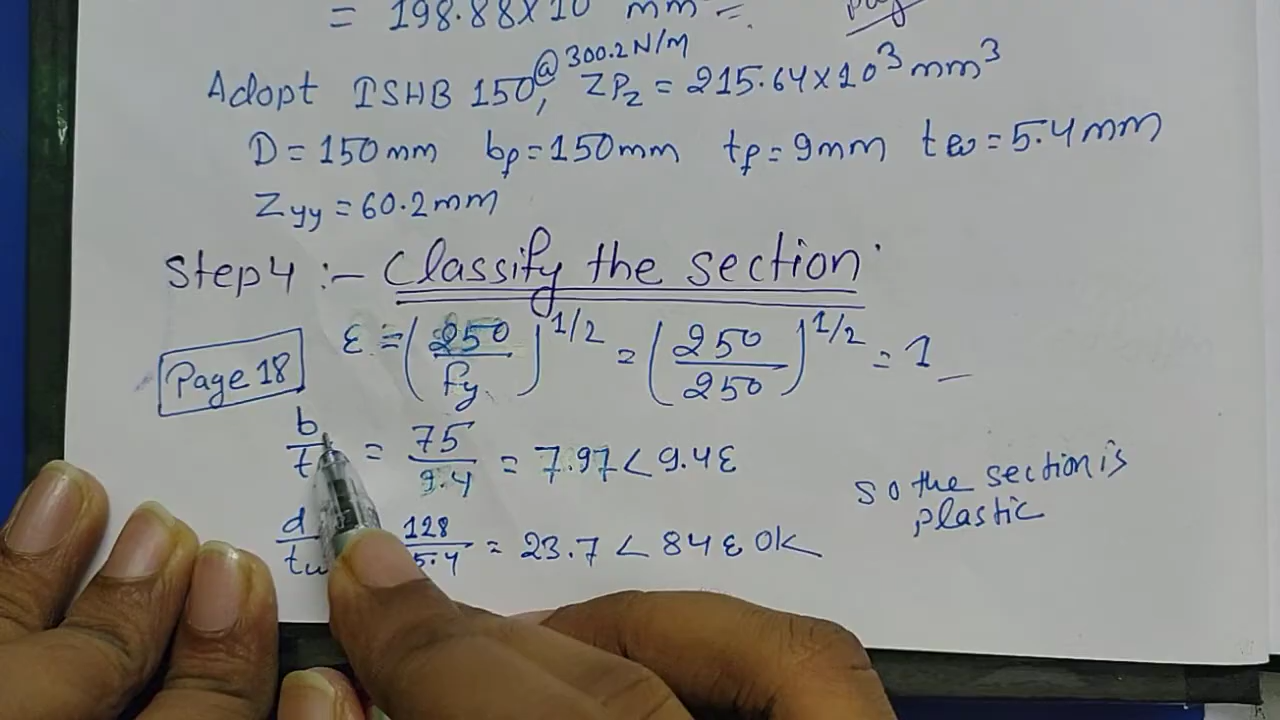 = 198.88×10 mm
Adopt ISHB 150 @ 300.2N/m, ZPz = 215.64×10³ mm³
D = 150mm bf = 150mm tf = 9mm tw = 5.4mm
Zyy = 60.2mm
Step4 :- Classify the section
Page 18
ε = (250/fy)^1/2 = (250/250)^1/2 = 1
b/t = 75/9.4 = 7.97 < 9.4ε
so the section is
plastic
d/tw 128/5.4 = 23.7 < 84ε OK